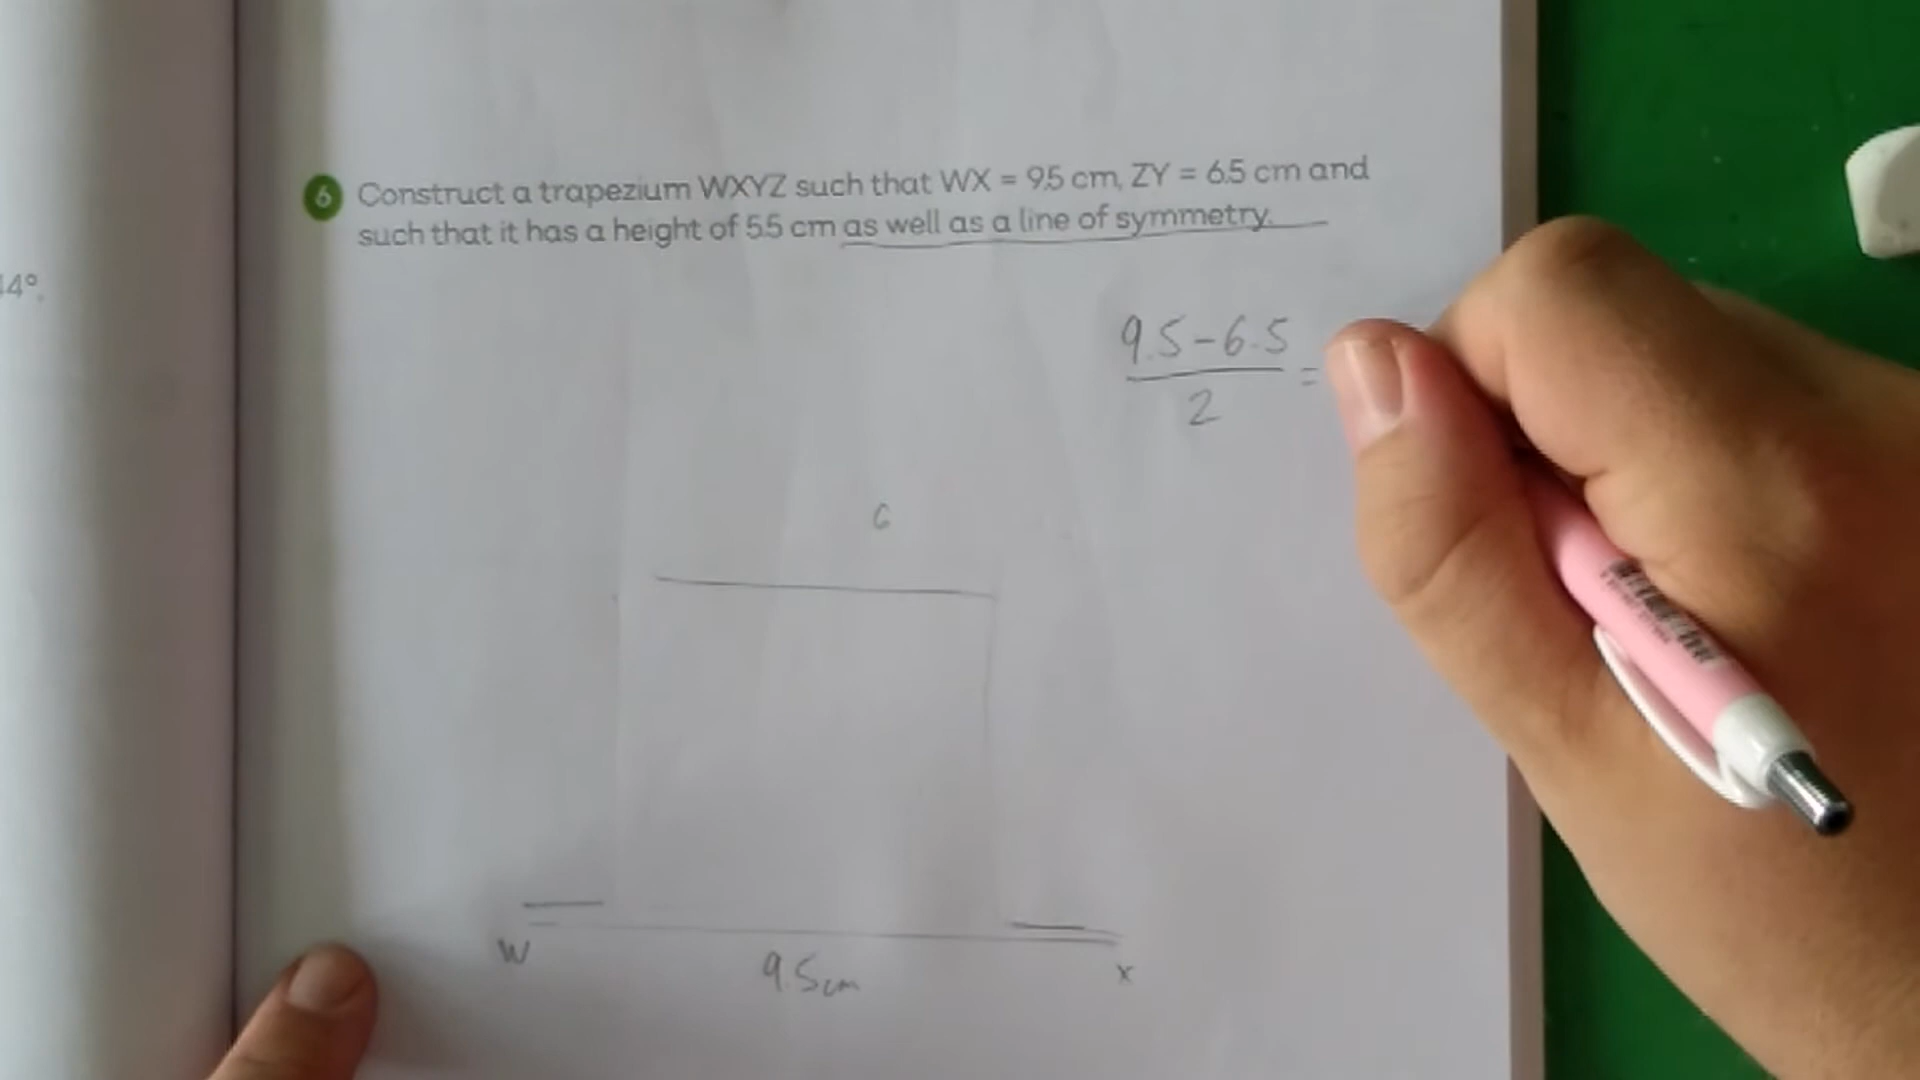 6 Construct a trapezium WXYZ such that WX = 9.5 cm, ZY = 6.5 cm and
such that it has a height of 5.5 cm as well as a line of symmetry.
44°.
9.5-6.5
=
2
6
W
9.5cm
X